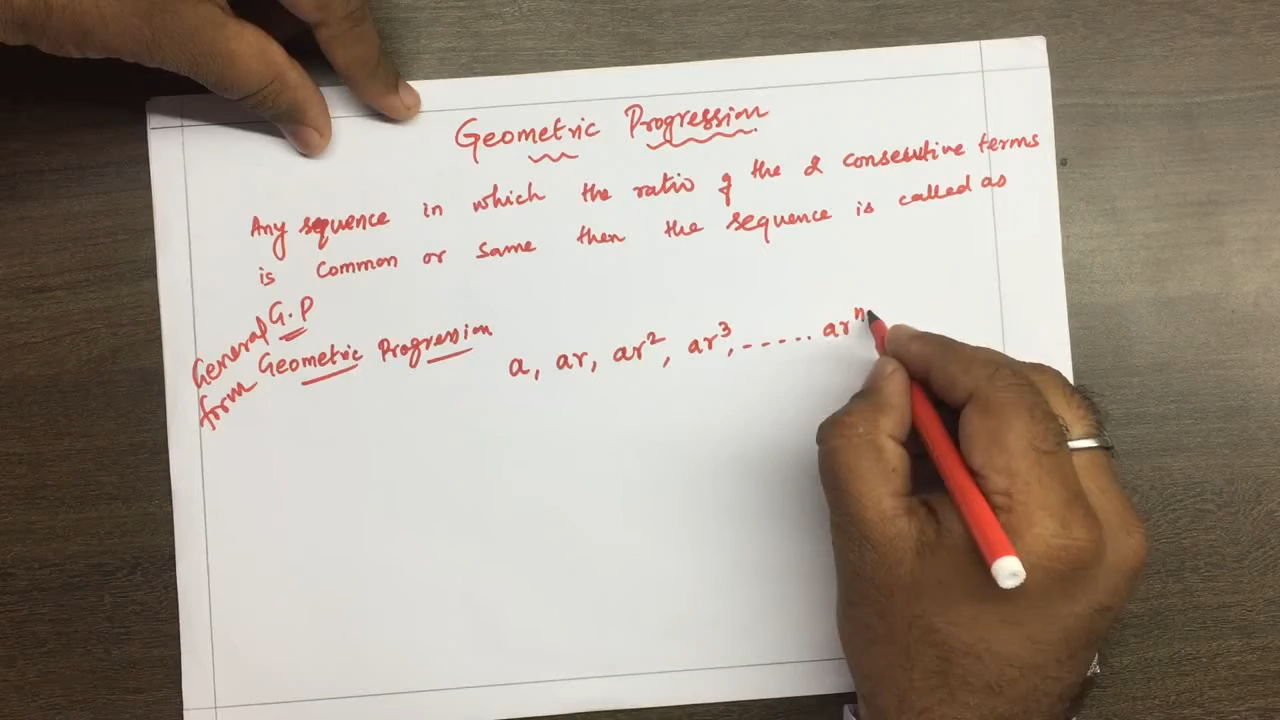 Geometric Progression
Any sequence in which the ratio of the 2 consecutive terms
is common or same then the sequence is called as
General G.P
form Geometric Progression a, ar, ar², ar³, ----.. arⁿ